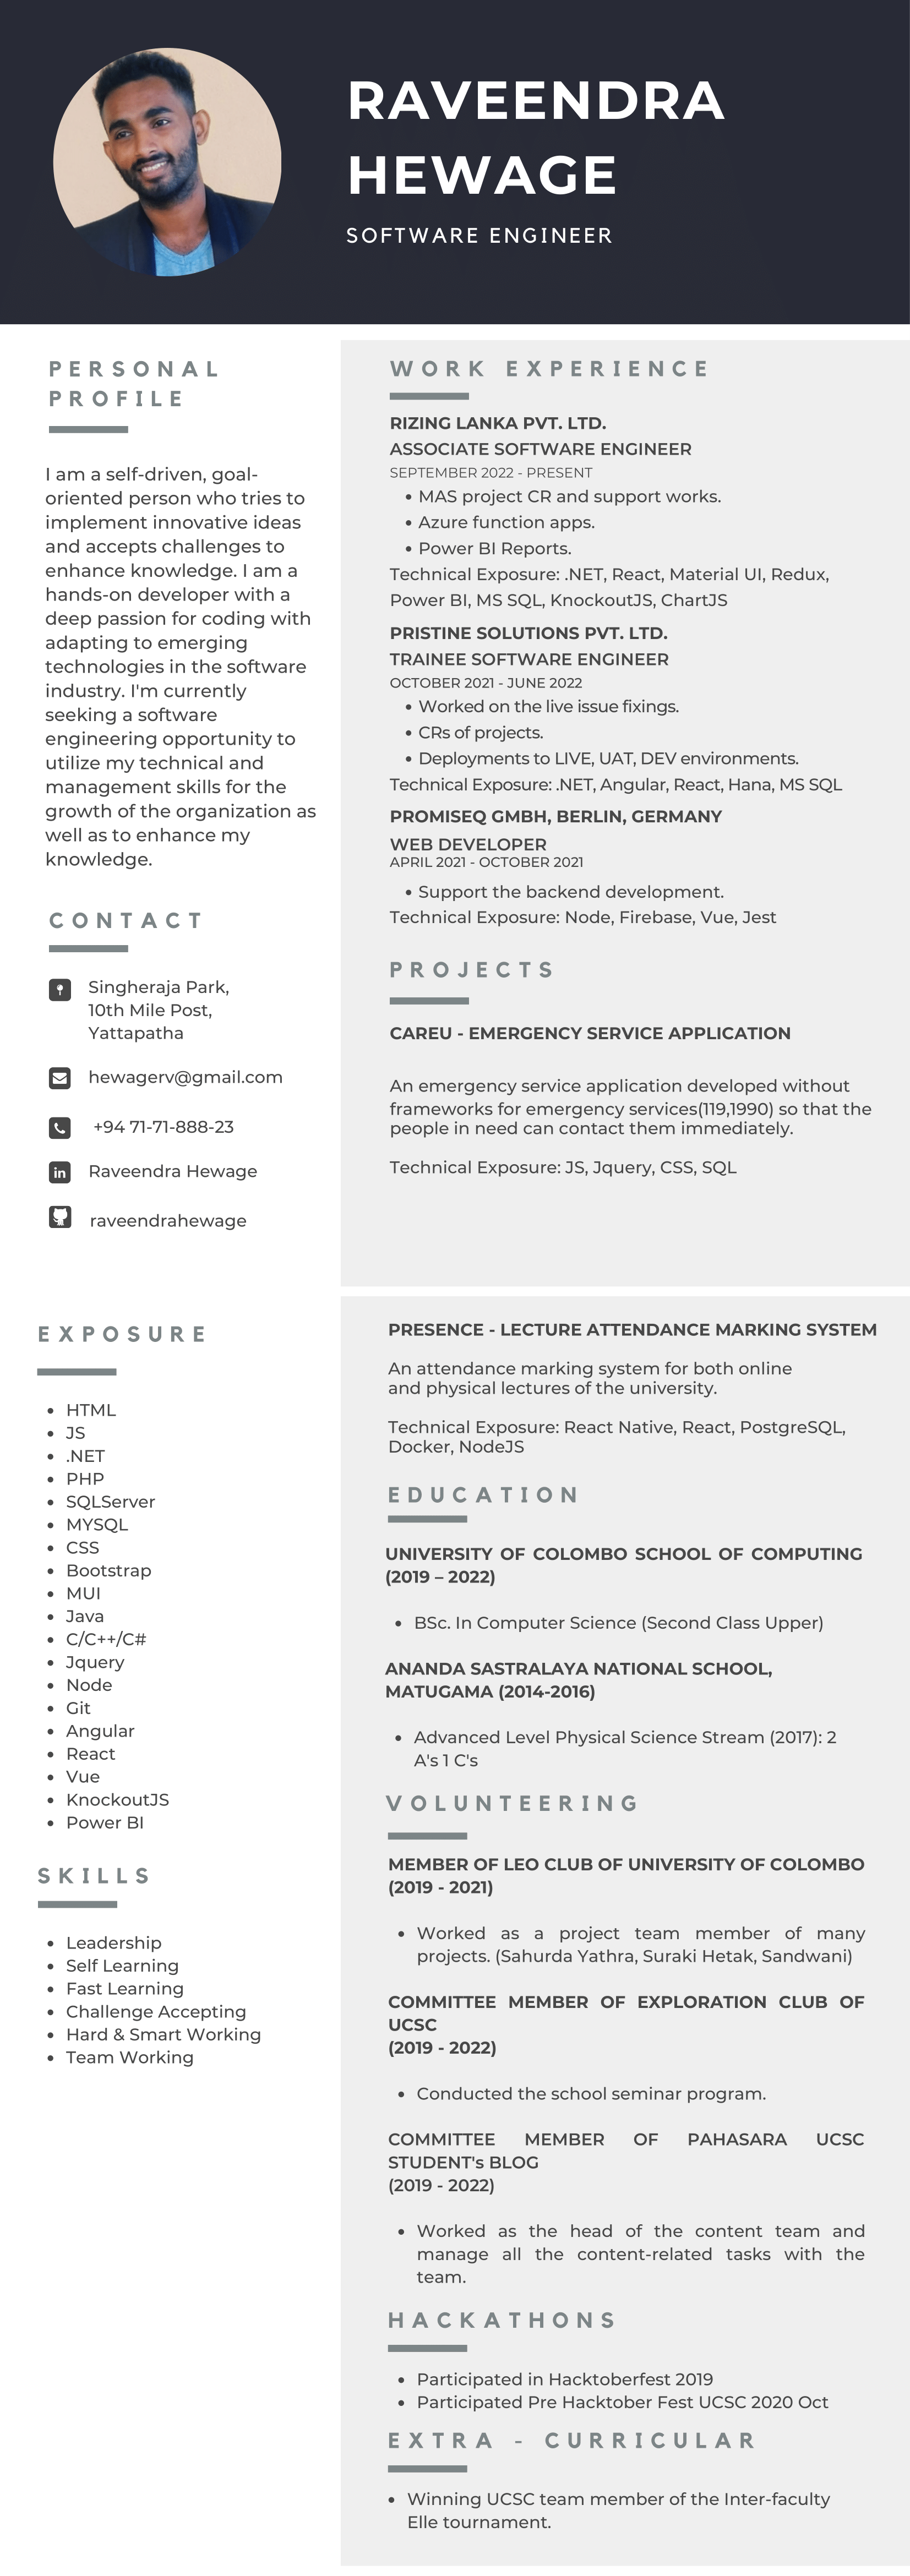 RAVEENDRA
HEWAGE
SOFTWARE ENGINEER
PERSONAL
PROFILE
I am a self-driven, goal-
oriented person who tries to
implement innovative ideas
and accepts challenges to
enhance knowledge. I am a
hands-on developer with a
deep passion for coding with
adapting to emerging
technologies in the software
industry. I'm currently
seeking a software
engineering opportunity to
utilize my technical and
management skills for the
growth of the organization as
well as to enhance my
knowledge.
CONTACT
Singheraja Park,
10th Mile Post,
Yattapatha
hewagerv@gmail.com
+94 71-71-888-23
in
Raveendra Hewage
raveendrahewage
WORK EXPERIENCE
RIZING LANKA PVT. LTD.
ASSOCIATE SOFTWARE ENGINEER
SEPTEMBER 2022 - PRESENT
• MAS project CR and support works.
• Azure function apps.
• Power BI Reports.
Technical Exposure: .NET, React, Material UI, Redux,
Power BI, MS SQL, KnockoutJS, ChartJS
PRISTINE SOLUTIONS PVT. LTD.
TRAINEE SOFTWARE ENGINEER
OCTOBER 2021 - JUNE 2022
• Worked on the live issue fixings.
• CRs of projects.
• Deployments to LIVE, UAT, DEV environments.
Technical Exposure: .NET, Angular, React, Hana, MS SQL
PROMISEQ GMBH, BERLIN, GERMANY
WEB DEVELOPER
APRIL 2021 - OCTOBER 2021
• Support the backend development.
Technical Exposure: Node, Firebase, Vue, Jest
PROJECTS
CAREU - EMERGENCY SERVICE APPLICATION
An emergency service application developed without
frameworks for emergency services(119,1990) so that the
people in need can contact them immediately.
Technical Exposure: JS, Jquery, CSS, SQL
EXPOSURE
• HTML
• JS
• .NET
• PHP
• SQLServer
• MYSQL
• CSS
• Bootstrap
• MUI
• Java
• C/C++/C#
• Jquery
• Node
• Git
• Angular
• React
• Vue
• KnockoutJS
• Power BI
SKILLS
• Leadership
• Self Learning
• Fast Learning
• Challenge Accepting
• Hard & Smart Working
• Team Working
PRESENCE - LECTURE ATTENDANCE MARKING SYSTEM
An attendance marking system for both online
and physical lectures of the university.
Technical Exposure: React Native, React, PostgreSQL,
Docker, NodeJS
EDUCATION
UNIVERSITY OF COLOMBO SCHOOL OF COMPUTING
(2019 – 2022)
• BSc. In Computer Science (Second Class Upper)
ANANDA SASTRALAYA NATIONAL SCHOOL,
MATUGAMA (2014-2016)
• Advanced Level Physical Science Stream (2017): 2
A's 1 C's
VOLUNTEERING
MEMBER OF LEO CLUB OF UNIVERSITY OF COLOMBO
(2019 - 2021)
• Worked as a project team member of many
projects. (Sahurda Yathra, Suraki Hetak, Sandwani)
COMMITTEE MEMBER OF EXPLORATION CLUB OF
UCSC
(2019 - 2022)
• Conducted the school seminar program.
COMMITTEE MEMBER OF PAHASARA UCSC
STUDENT's BLOG
(2019 - 2022)
• Worked as the head of the content team and
manage all the content-related tasks with the
team.
HACKATHONS
• Participated in Hacktoberfest 2019
• Participated Pre Hacktober Fest UCSC 2020 Oct
EXTRA - CURRICULAR
• Winning UCSC team member of the Inter-faculty
Elle tournament.